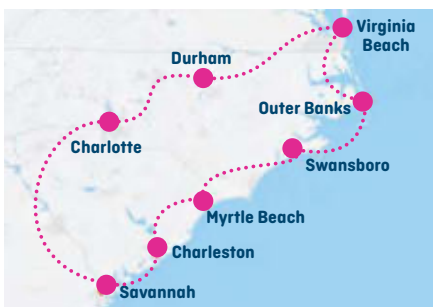 Virginia
Beach
Durham
Outer Banks
Charlotte
Swansboro
Myrtle Beach
Charleston
Savannah